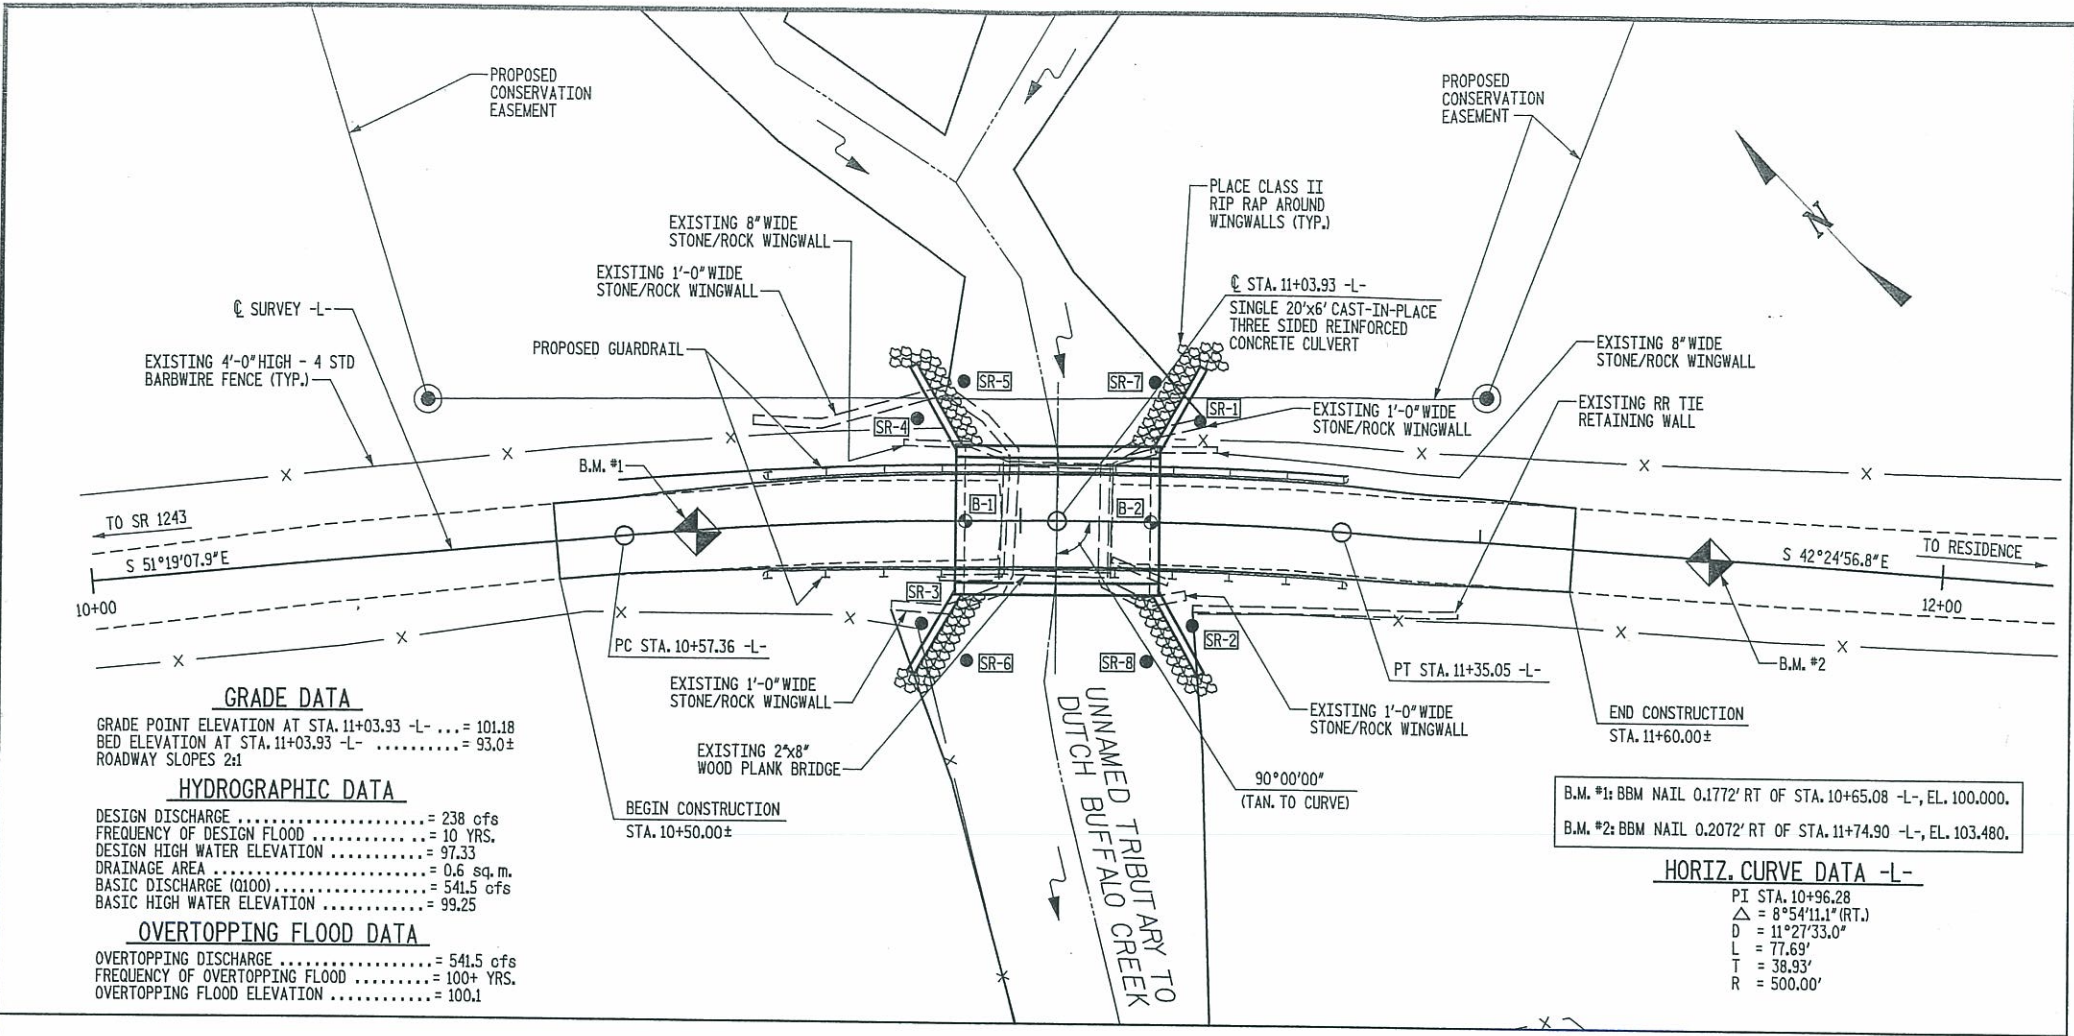 PROPOSED
CONSERVATION
EASEMENT
PROPOSED
CONSERVATION
EASEMENT
PLACE CLASS II
RIP RAP AROUND
WINGWALLS (TYP.)
N
EXISTING 8" WIDE
STONE/ROCK WINGWALL
EXISTING 1'-0" WIDE
STONE/ROCK WINGWALL
℄ SURVEY -L-
PROPOSED GUARDRAIL
EXISTING 4'-0" HIGH - 4 STD
BARBWIRE FENCE (TYP.)
℄ STA. 11+03.93 -L-
SINGLE 20'x6' CAST-IN-PLACE
THREE SIDED REINFORCED
CONCRETE CULVERT
EXISTING 8" WIDE
STONE/ROCK WINGWALL
EXISTING RR TIE
RETAINING WALL
EXISTING 1'-0" WIDE
STONE/ROCK WINGWALL
SR-5
SR-7
SR-4
SR-1
B.M. #1
B-1
B-2
TO SR 1243
S 51°19'07.9"E
10+00
S 42°24'56.8"E
TO RESIDENCE
12+00
SR-3
SR-2
SR-6
SR-8
PC STA. 10+57.36 -L-
PT STA. 11+35.05 -L-
B.M. #2
EXISTING 1'-0" WIDE
STONE/ROCK WINGWALL
EXISTING 1'-0" WIDE
STONE/ROCK WINGWALL
END CONSTRUCTION
STA. 11+60.00±
EXISTING 2"x8"
WOOD PLANK BRIDGE
90°00'00"
(TAN. TO CURVE)
BEGIN CONSTRUCTION
STA. 10+50.00±
UNNAMED TRIBUTARY TO
DUTCH BUFFALO CREEK
GRADE DATA
GRADE POINT ELEVATION AT STA. 11+03.93 -L- ... = 101.18
BED ELEVATION AT STA. 11+03.93 -L- .......... = 93.0±
ROADWAY SLOPES 2:1
HYDROGRAPHIC DATA
DESIGN DISCHARGE ...................... = 238 cfs
FREQUENCY OF DESIGN FLOOD ............. = 10 YRS.
DESIGN HIGH WATER ELEVATION ........... = 97.33
DRAINAGE AREA ......................... = 0.6 sq. m.
BASIC DISCHARGE (Q100) ................. = 541.5 cfs
BASIC HIGH WATER ELEVATION ............ = 99.25
OVERTOPPING FLOOD DATA
OVERTOPPING DISCHARGE ................. = 541.5 cfs
FREQUENCY OF OVERTOPPING FLOOD ......... = 100+ YRS.
OVERTOPPING FLOOD ELEVATION ........... = 100.1
B.M. #1: BBM NAIL 0.1772' RT OF STA. 10+65.08 -L-, EL. 100.000.
B.M. #2: BBM NAIL 0.2072' RT OF STA. 11+74.90 -L-, EL. 103.480.
HORIZ. CURVE DATA -L-
PI STA. 10+96.28
△ = 8°54'11.1" (RT.)
D = 11°27'33.0"
L = 77.69'
T = 38.93'
R = 500.00'